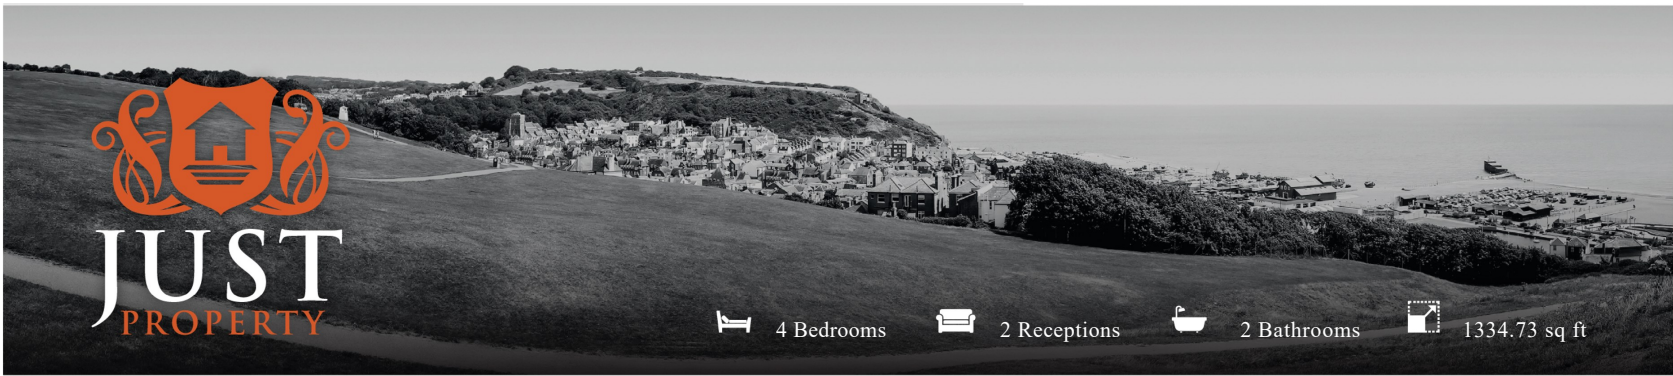 JUST
PROPERTY
4 Bedrooms
2 Receptions
2 Bathrooms
1334.73 sq ft